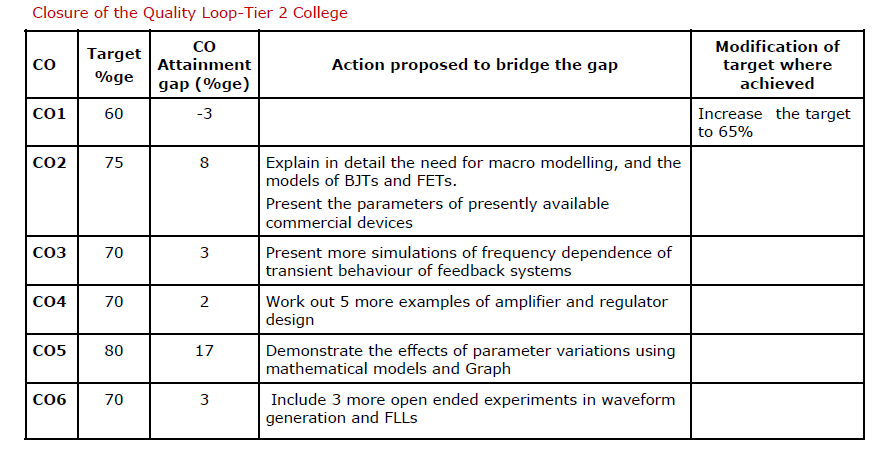 Closure of the Quality Loop-Tier 2 College
CO
Target
%ge
CO
Attainment
gap (%ge)
Action proposed to bridge the gap
Modification of
target where
achieved
CO1
60
-3
Increase the target
to 65%
CO2
75
8
Explain in detail the need for macro modelling, and the
models of BJTs and FETs.
Present the parameters of presently available
commercial devices
CO3
70
3
Present more simulations of frequency dependence of
transient behaviour of feedback systems
CO4
70
2
Work out 5 more examples of amplifier and regulator
design
CO5
80
17
Demonstrate the effects of parameter variations using
mathematical models and Graph
CO6
70
3
Include 3 more open ended experiments in waveform
generation and FLLs